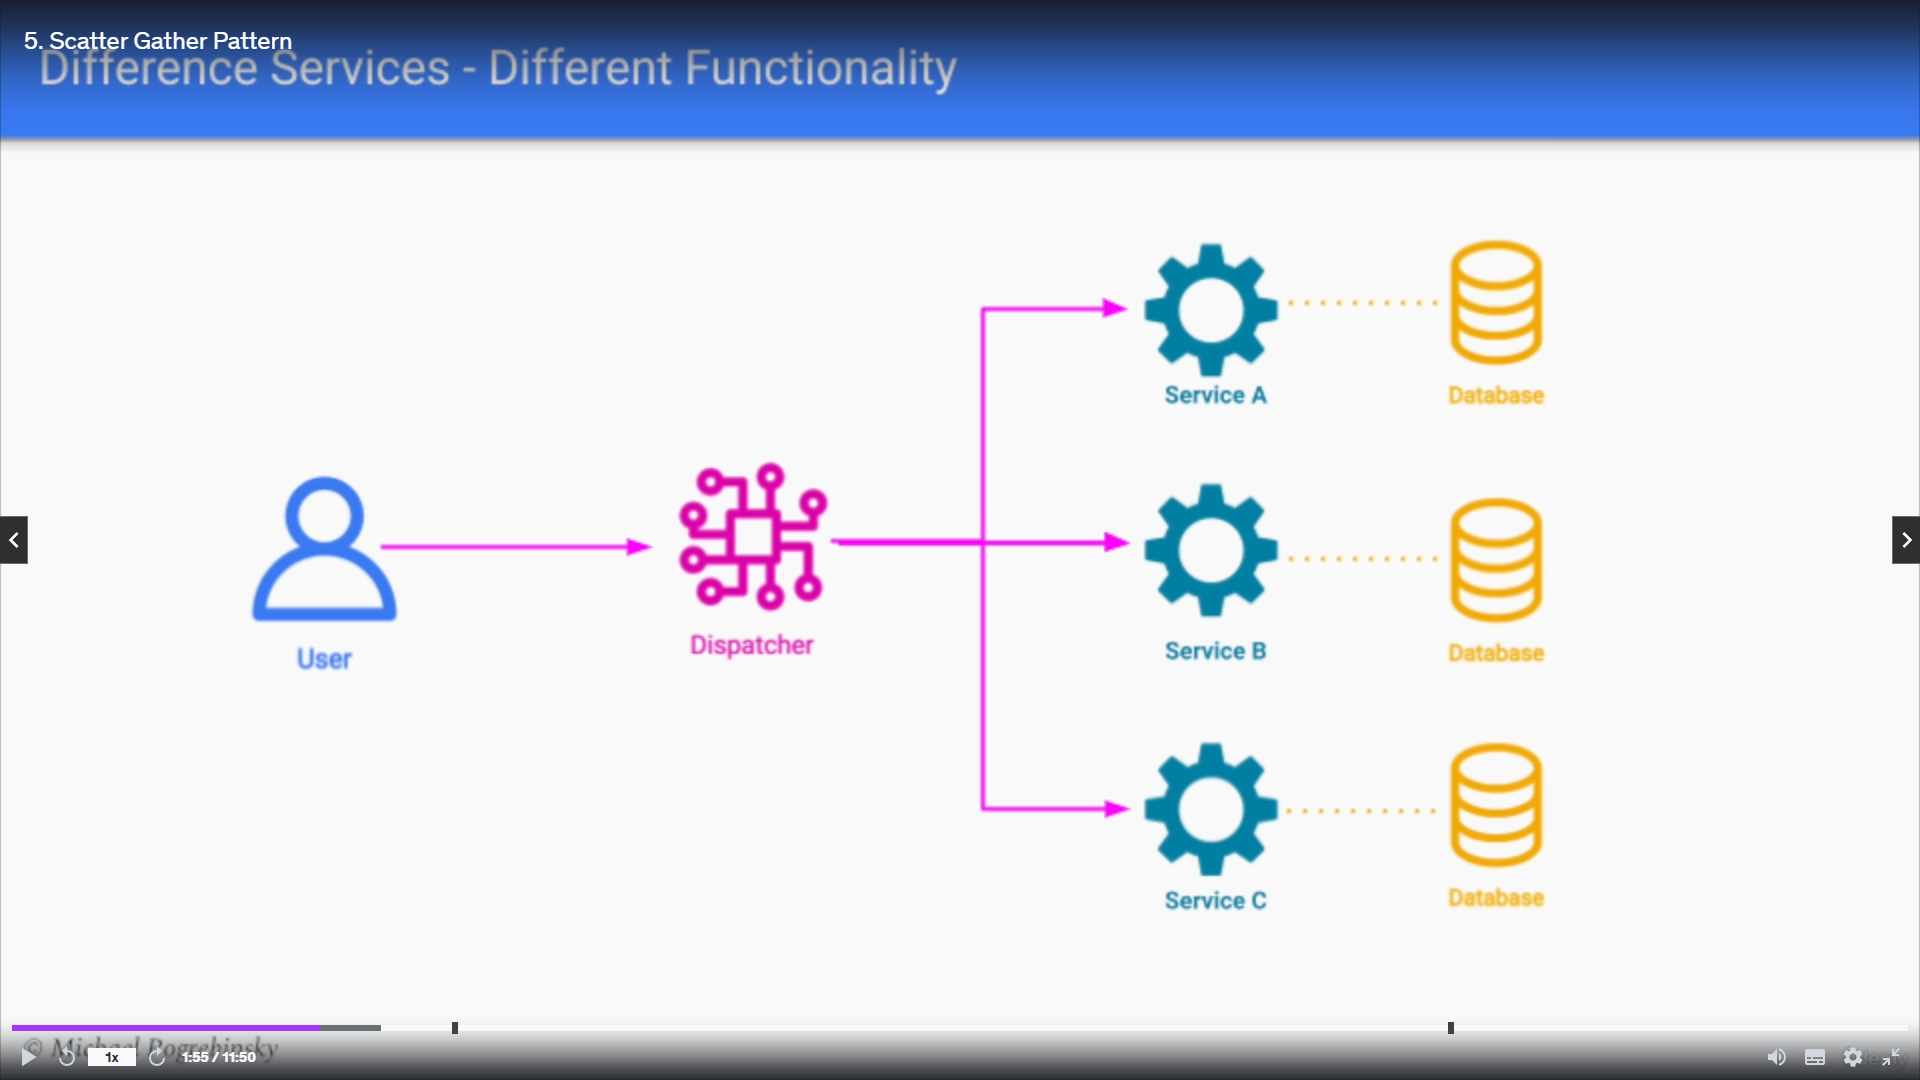 5. Scatter Gather Pattern
Difference Services - Different Functionality
Service A
Database
User
Dispatcher
Service B
Database
Service C
Database
© Michael Pogrebinsky
1x
1:55 / 11:50